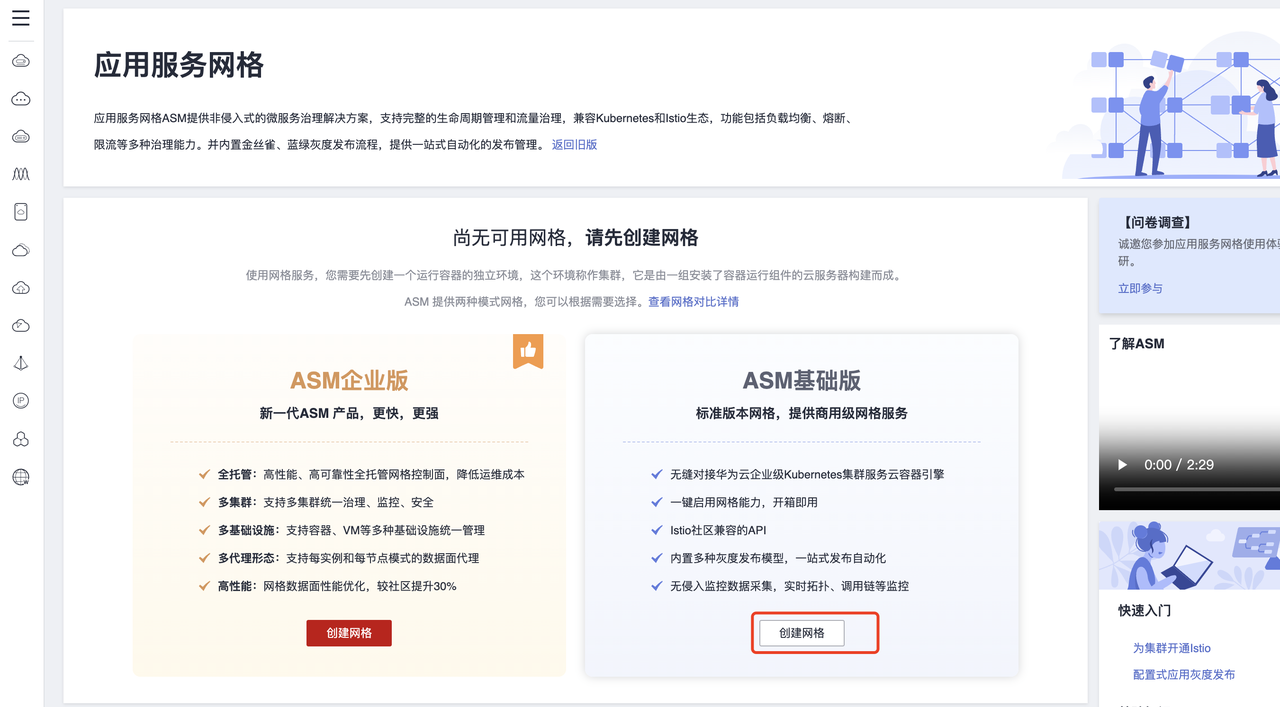 应用服务网格
应用服务网格ASM提供非侵入式的微服务治理解决方案，支持完整的生命周期管理和流量治理，兼容Kubernetes和Istio生态，功能包括负载均衡、熔断、
限流等多种治理能力。并内置金丝雀、蓝绿灰度发布流程，提供一站式自动化的发布管理。 返回旧版
尚无可用网格，请先创建网格
使用网格服务，您需要先创建一个运行容器的独立环境，这个环境称作集群，它是由一组安装了容器运行组件的云服务器构建而成。
ASM 提供两种模式网格，您可以根据需要选择。查看网格对比详情
ASM企业版
新一代ASM 产品，更快，更强
全托管：高性能、高可靠性全托管网格控制面，降低运维成本
多集群：支持多集群统一治理、监控、安全
多基础设施：支持容器、VM等多种基础设施统一管理
多代理形态：支持每实例和每节点模式的数据面代理
高性能：网格数据面性能优化，较社区提升30%
创建网格
ASM基础版
标准版本网格，提供商用级网格服务
无缝对接华为云企业级Kubernetes集群服务云容器引擎
一键启用网格能力，开箱即用
Istio社区兼容的API
内置多种灰度发布模型，一站式发布自动化
无侵入监控数据采集，实时拓扑、调用链等监控
创建网格
【问卷调查】
诚邀您参加应用服务网格使用体
研。
立即参与
了解ASM
0:00 / 2:29
快速入门
为集群开通Istio
配置式应用灰度发布
IP